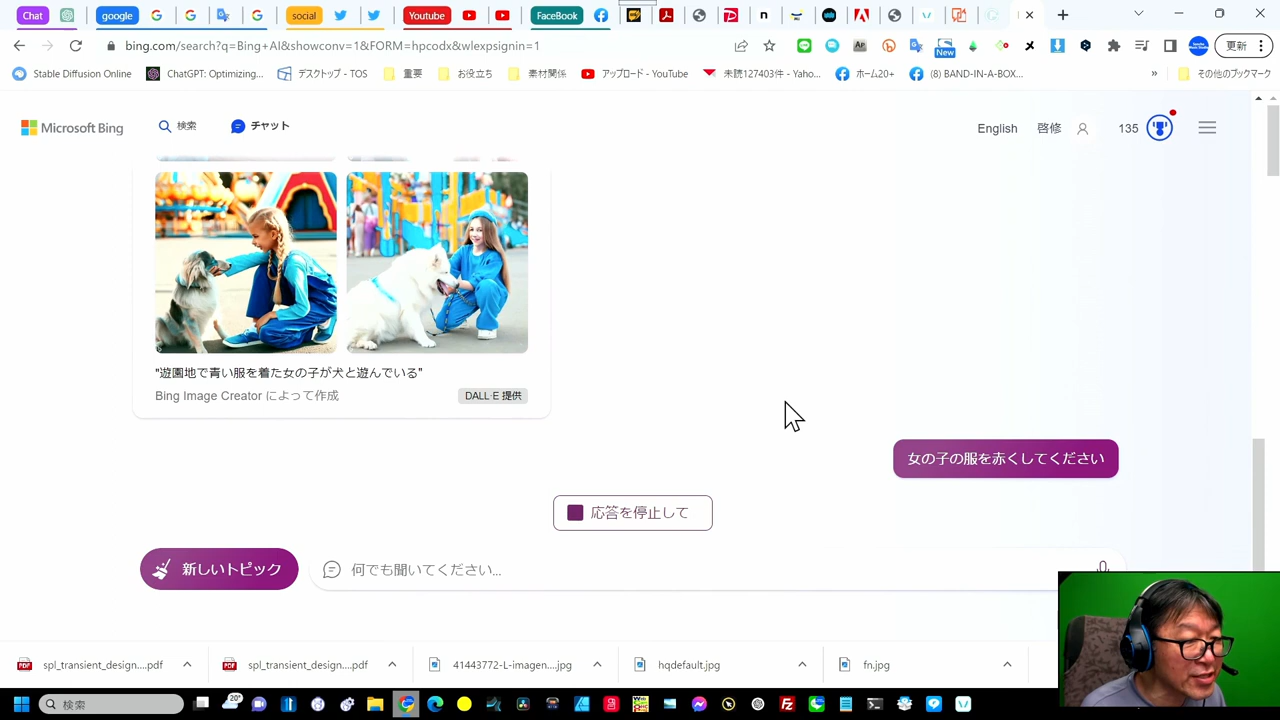 Chat
google
social
Youtube
FaceBook
bing.com/search?q=Bing+AI&showconv=1&FORM=hpcodx&wlexpsignin=1
New
更新
Stable Diffusion Online
ChatGPT: Optimizing...
デスクトップ - TOS
重要
お役立ち
素材関係
アップロード - YouTube
未読127403件 - Yaho...
ホーム20+
(8) BAND-IN-A-BOX...
»
その他のブックマーク
Microsoft Bing
検索
チャット
English
啓修
135
"遊園地で青い服を着た女の子が犬と遊んでいる"
Bing Image Creator によって作成
DALL·E 提供
女の子の服を赤くしてください
応答を停止して
新しいトピック
何でも聞いてください...
spl_transient_design....pdf
spl_transient_design....pdf
41443772-L-imagen....jpg
hqdefault.jpg
fn.jpg
検索
20°